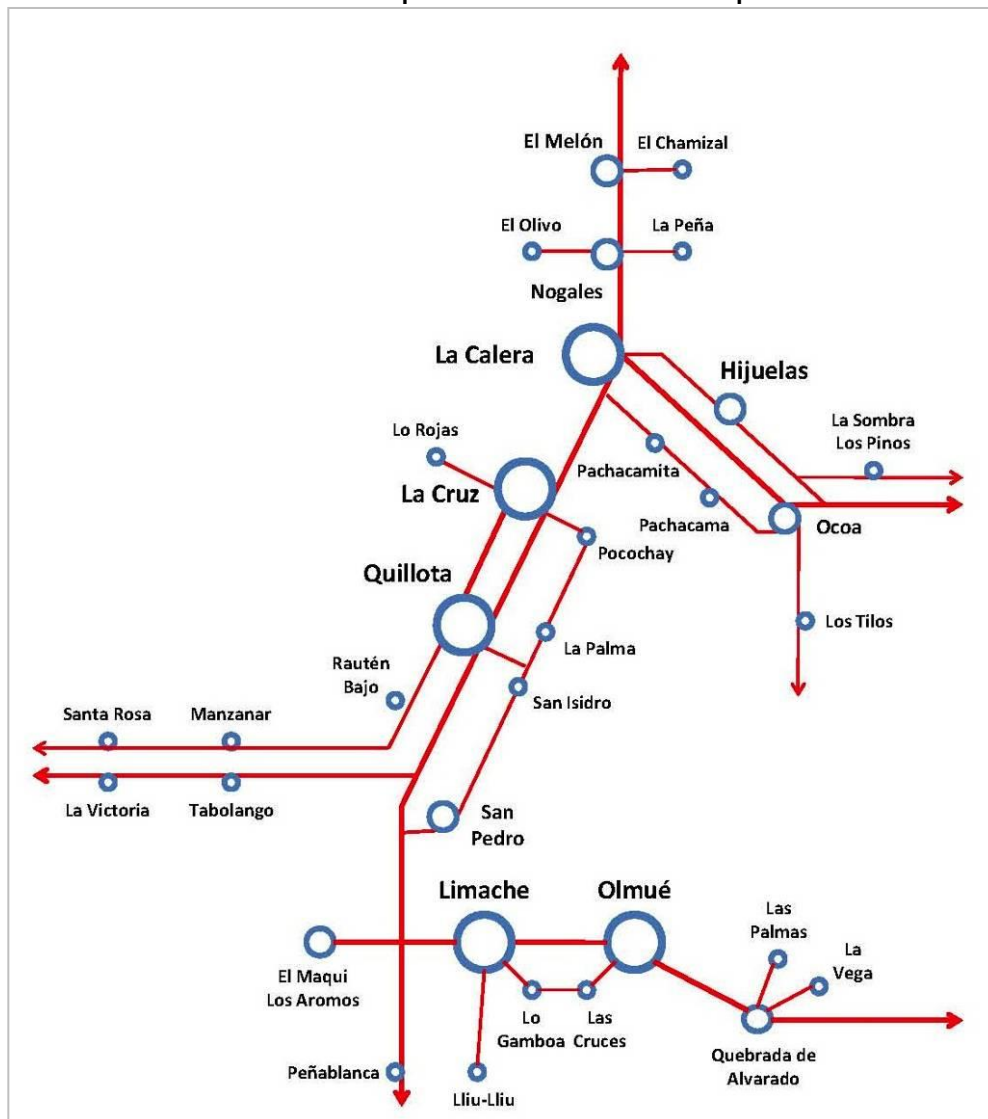 El Melón
El Chamizal
El Olivo
La Peña
Nogales
La Calera
Hijuelas
Lo Rojas
La Sombra
Los Pinos
La Cruz
Pachacamita
Pachacama
Ocoa
Pocochay
Quillota
La Palma
Los Tilos
Rautén
Bajo
San Isidro
Santa Rosa
Manzanar
La Victoria
Tabolango
San
Pedro
Limache
Olmué
Las
Palmas
La
Vega
El Maqui
Los Aromos
Lo
Gamboa
Las
Cruces
Quebrada de
Alvarado
Peñablanca
Lliu-Lliu